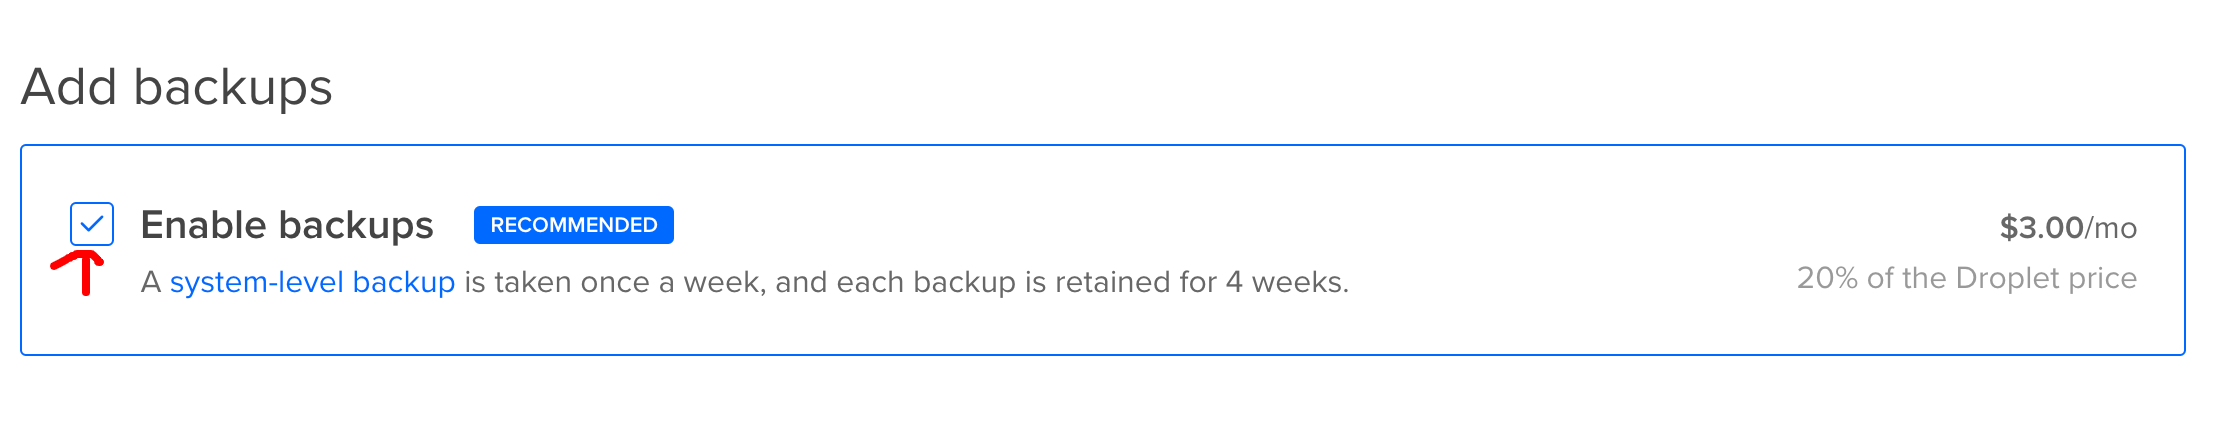 Add backups
Enable backups RECOMMENDED
$3.00/mo
A system-level backup is taken once a week, and each backup is retained for 4 weeks.
20% of the Droplet price